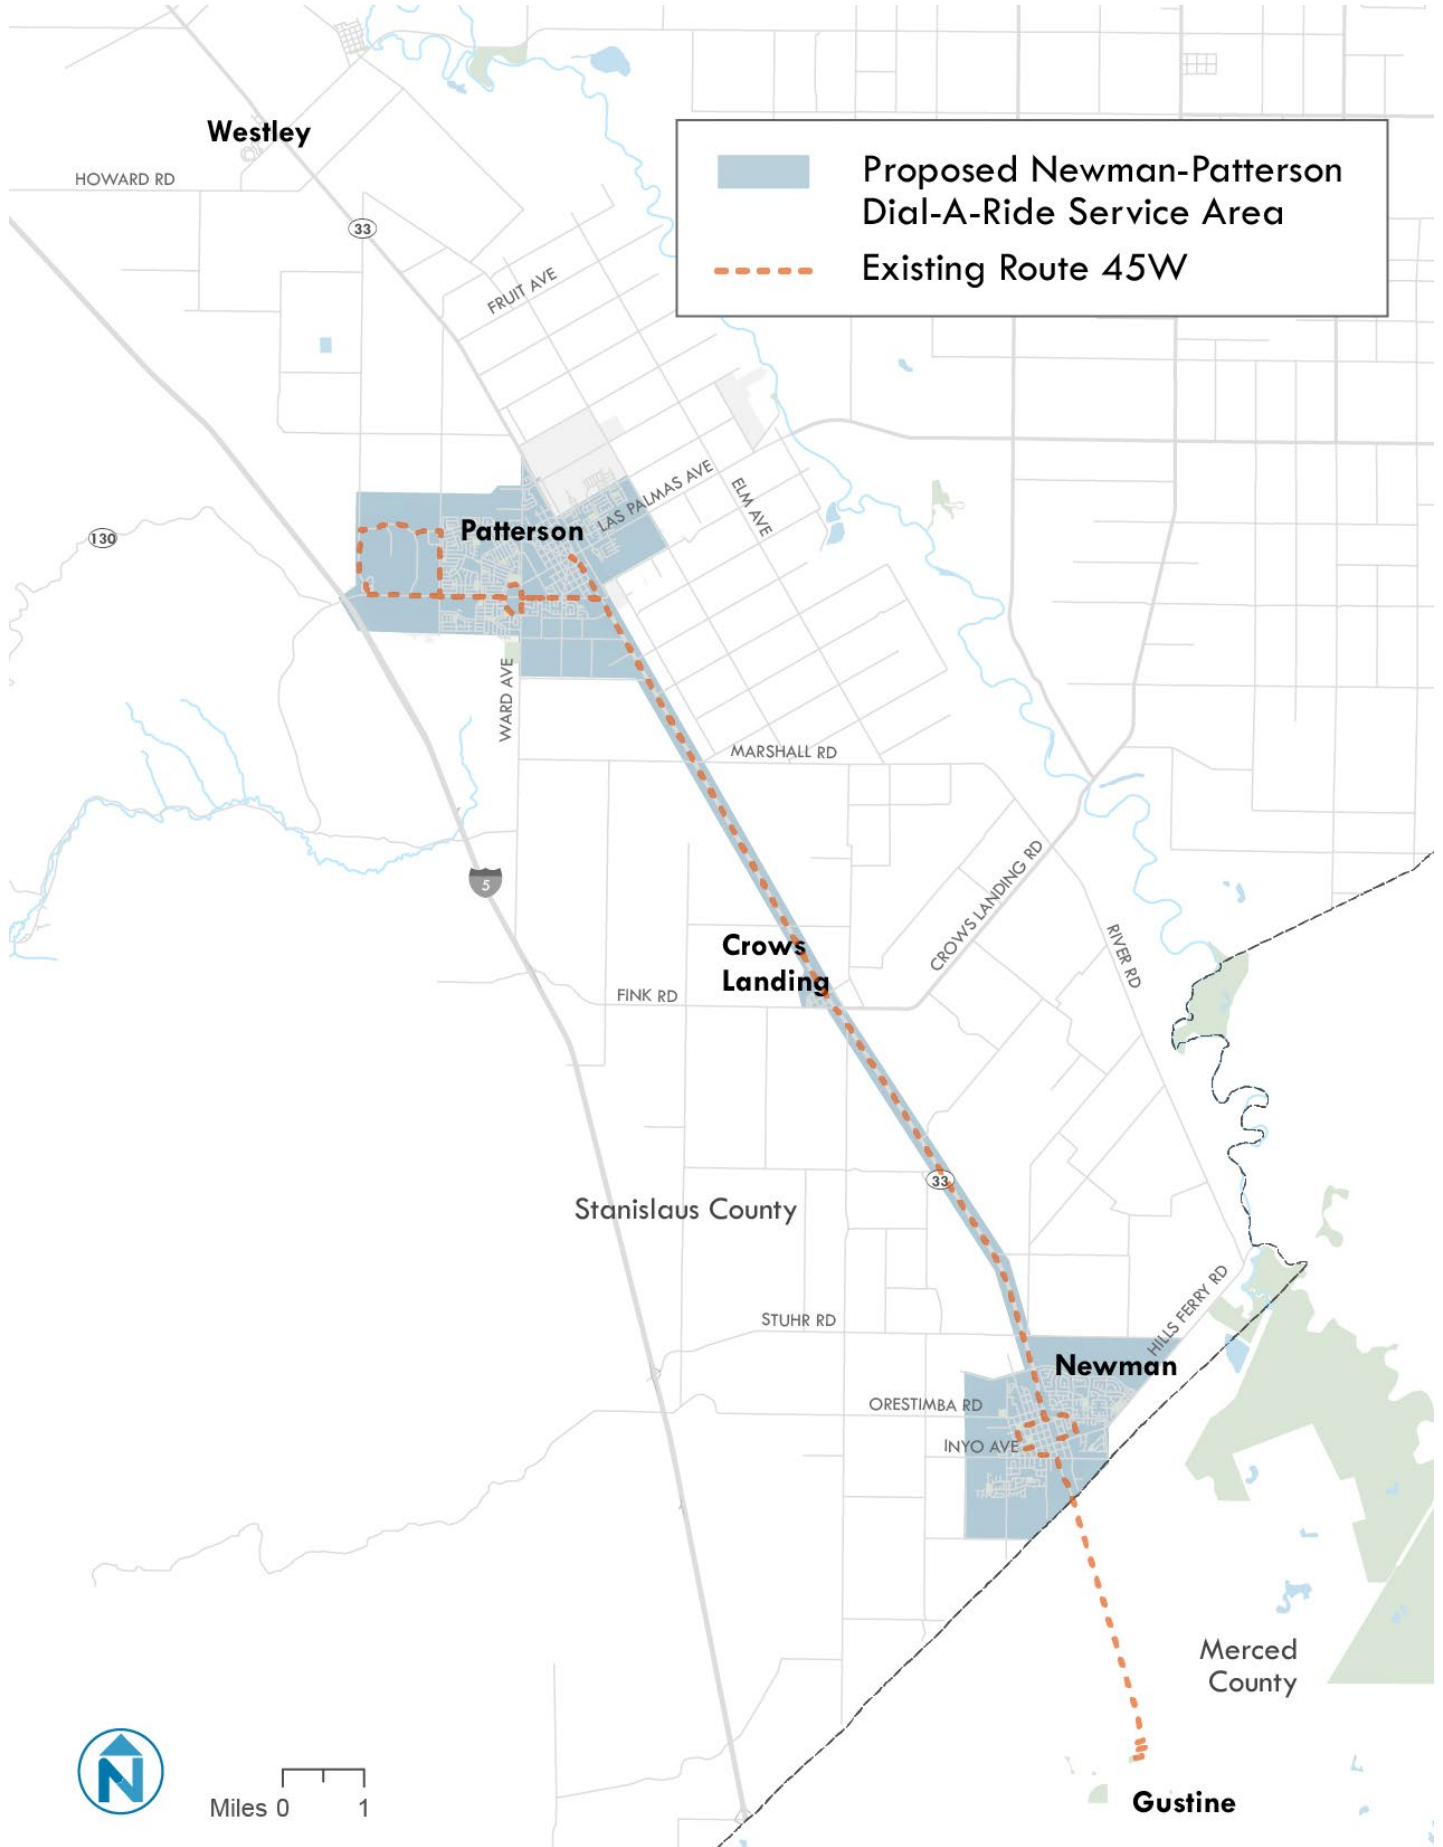 Westley
HOWARD RD
33
Proposed Newman-Patterson
Dial-A-Ride Service Area
Existing Route 45W
FRUIT AVE
LAS PALMAS AVE
ELM AVE
Patterson
130
WARD AVE
MARSHALL RD
5
CROWS LANDING RD
Crows
Landing
RIVER RD
FINK RD
33
Stanislaus County
HILLS FERRY RD
STUHR RD
Newman
ORESTIMBA RD
INYO AVE
Merced
County
N
Miles 0 1
Gustine